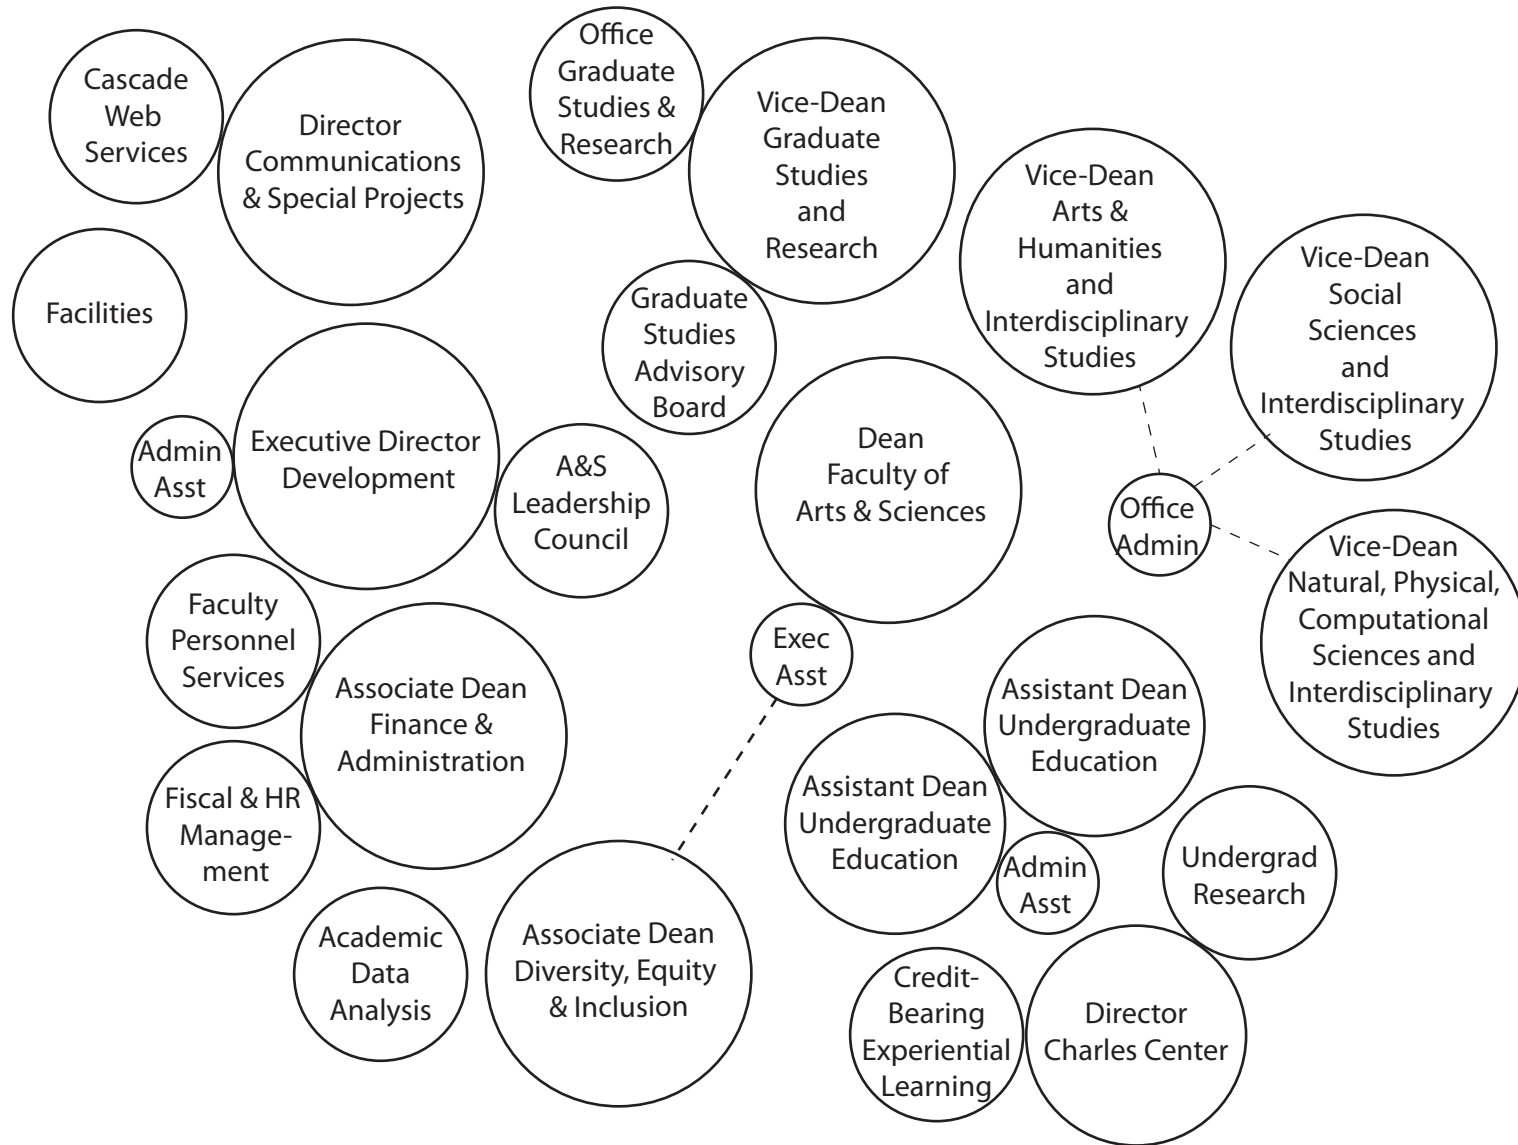 Cascade
Web
Services
Director
Communications
& Special Projects
Office
Graduate
Studies &
Research
Vice-Dean
Graduate
Studies
and
Research
Vice-Dean
Arts &
Humanities
and
Interdisciplinary
Studies
Vice-Dean
Social
Sciences
and
Interdisciplinary
Studies
Facilities
Graduate
Studies
Advisory
Board
Admin
Asst
Executive Director
Development
A&S
Leadership
Council
Dean
Faculty of
Arts & Sciences
Office
Admin
Vice-Dean
Natural, Physical,
Computational
Sciences and
Interdisciplinary
Studies
Faculty
Personnel
Services
Associate Dean
Finance &
Administration
Exec
Asst
Assistant Dean
Undergraduate
Education
Fiscal & HR
Manage-
ment
Assistant Dean
Undergraduate
Education
Admin
Asst
Undergrad
Research
Academic
Data
Analysis
Associate Dean
Diversity, Equity
& Inclusion
Credit-
Bearing
Experiential
Learning
Director
Charles Center